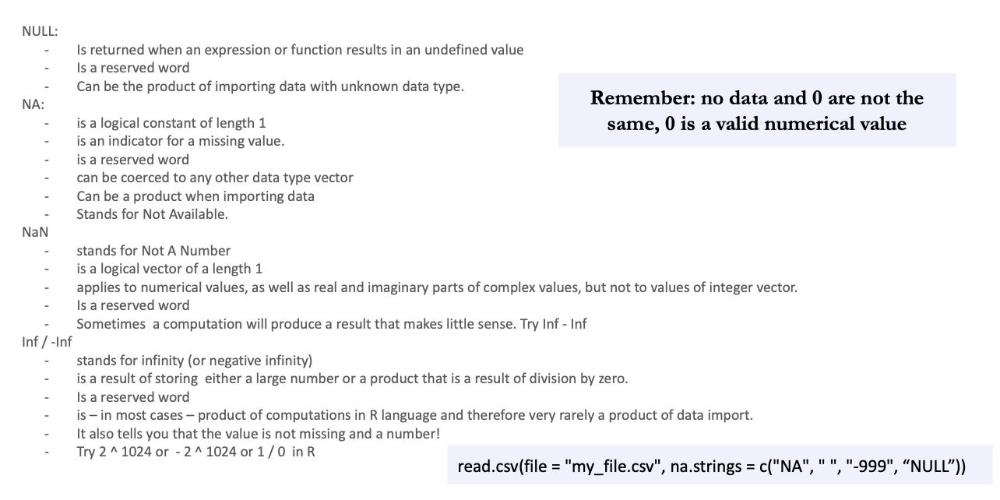 NULL:
- Is returned when an expression or function results in an undefined value
- Is a reserved word
- Can be the product of importing data with unknown data type.
NA:
- is a logical constant of length 1
- is an indicator for a missing value.
- is a reserved word
- can be coerced to any other data type vector
- Can be a product when importing data
- Stands for Not Available.
NaN
- stands for Not A Number
- is a logical vector of a length 1
- applies to numerical values, as well as real and imaginary parts of complex values, but not to values of integer vector.
- Is a reserved word
- Sometimes  a computation will produce a result that makes little sense. Try Inf - Inf
Inf / -Inf
- stands for infinity (or negative infinity)
- is a result of storing  either a large number or a product that is a result of division by zero.
- Is a reserved word
- is – in most cases – product of computations in R language and therefore very rarely a product of data import.
- It also tells you that the value is not missing and a number!
- Try 2 ^ 1024 or  - 2 ^ 1024 or 1 / 0  in R
Remember: no data and 0 are not the
same, 0 is a valid numerical value
read.csv(file = "my_file.csv", na.strings = c("NA", " ", "-999", “NULL”))